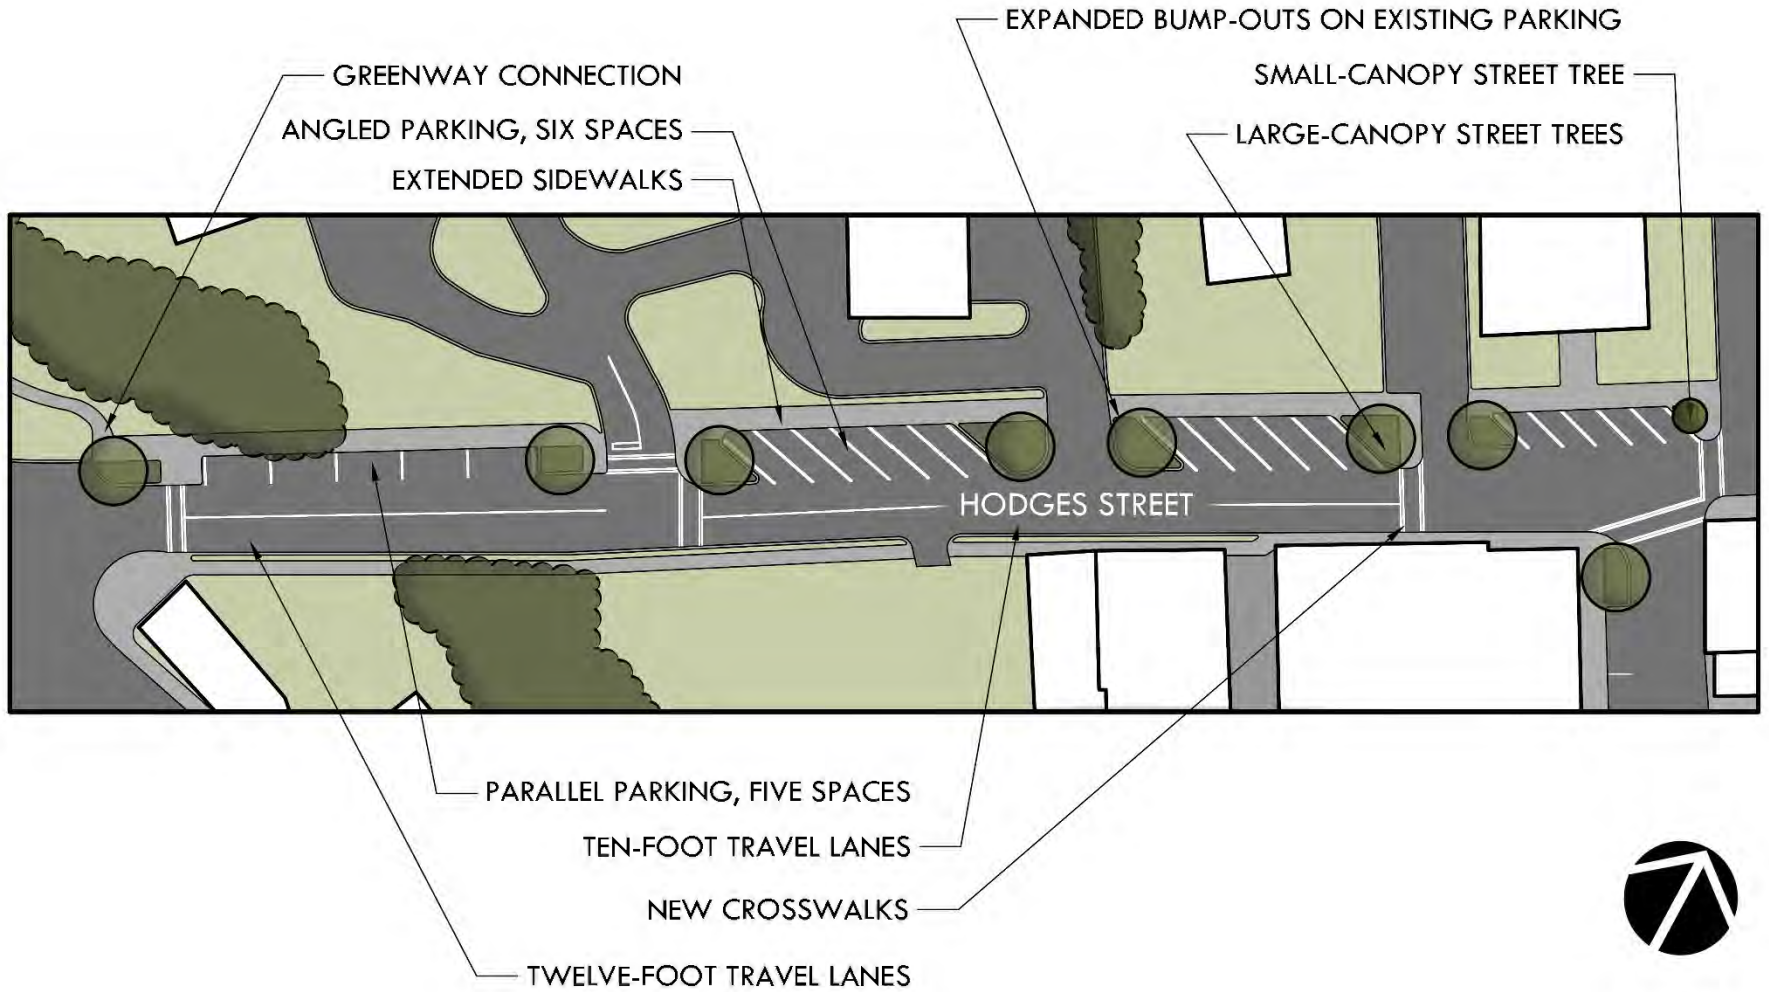 EXPANDED BUMP-OUTS ON EXISTING PARKING
GREENWAY CONNECTION
SMALL-CANOPY STREET TREE
ANGLED PARKING, SIX SPACES
LARGE-CANOPY STREET TREES
EXTENDED SIDEWALKS
HODGES STREET
PARALLEL PARKING, FIVE SPACES
TEN-FOOT TRAVEL LANES
NEW CROSSWALKS
TWELVE-FOOT TRAVEL LANES